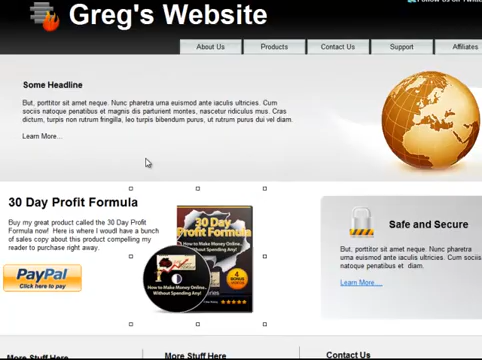 Follow Us On Twitter
Greg's Website
About Us
Products
Contact Us
Support
Affiliates
Some Headline
But, porttitor sit amet neque. Nunc pharetra urna euismod ante iaculis ultricies. Cum
sociis natoque penatibus et magnis dis parturient montes, nascetur ridiculus mus. Cras
dictum, turpis non rutrum fringilla, leo turpis bibendum purus, ut rutrum purus dui vel diam.
Learn More...
30 Day Profit Formula
Buy my great product called the 30 Day Profit
Formula now! Here is where I woudl have a bunch
of sales copy about this product compelling my
reader to purchase right away.
PayPal
Click here to pay
30 Day Profit
Formula
How to Make Money Online..
Without Spending Any!
How to Make Money Online..
Without Spending Any!
4
BONUS
Safe and Secure
But, porttitor sit amet neque. Nunc pharetra
urna euismod ante iaculis ultricies. Cum sociis
natoque penatibus et diam.
Learn More....
More Stuff Here
More Stuff Here
Contact Us